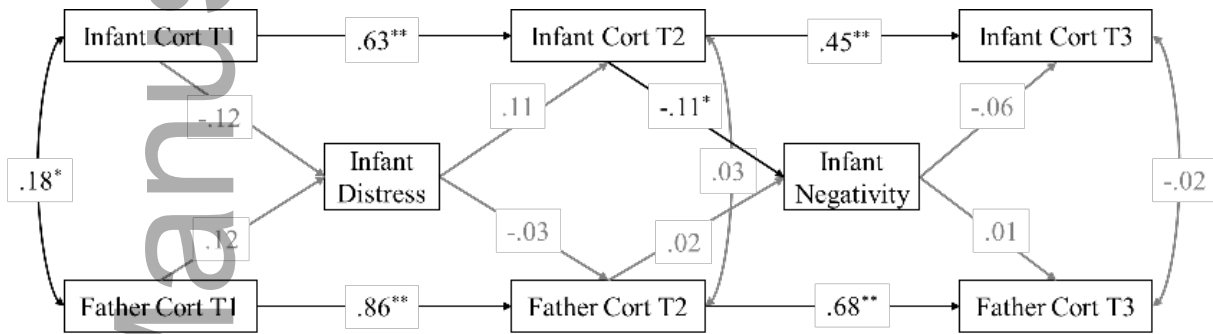 Infant Cort T1
.63**
Infant Cort T2
.45**
Infant Cort T3
-.12
.11
-.11*
-.06
.18*
Infant
Distress
.03
Infant
Negativity
-.02
.12
-.03
.02
.01
Father Cort T1
.86**
Father Cort T2
.68**
Father Cort T3
Manus